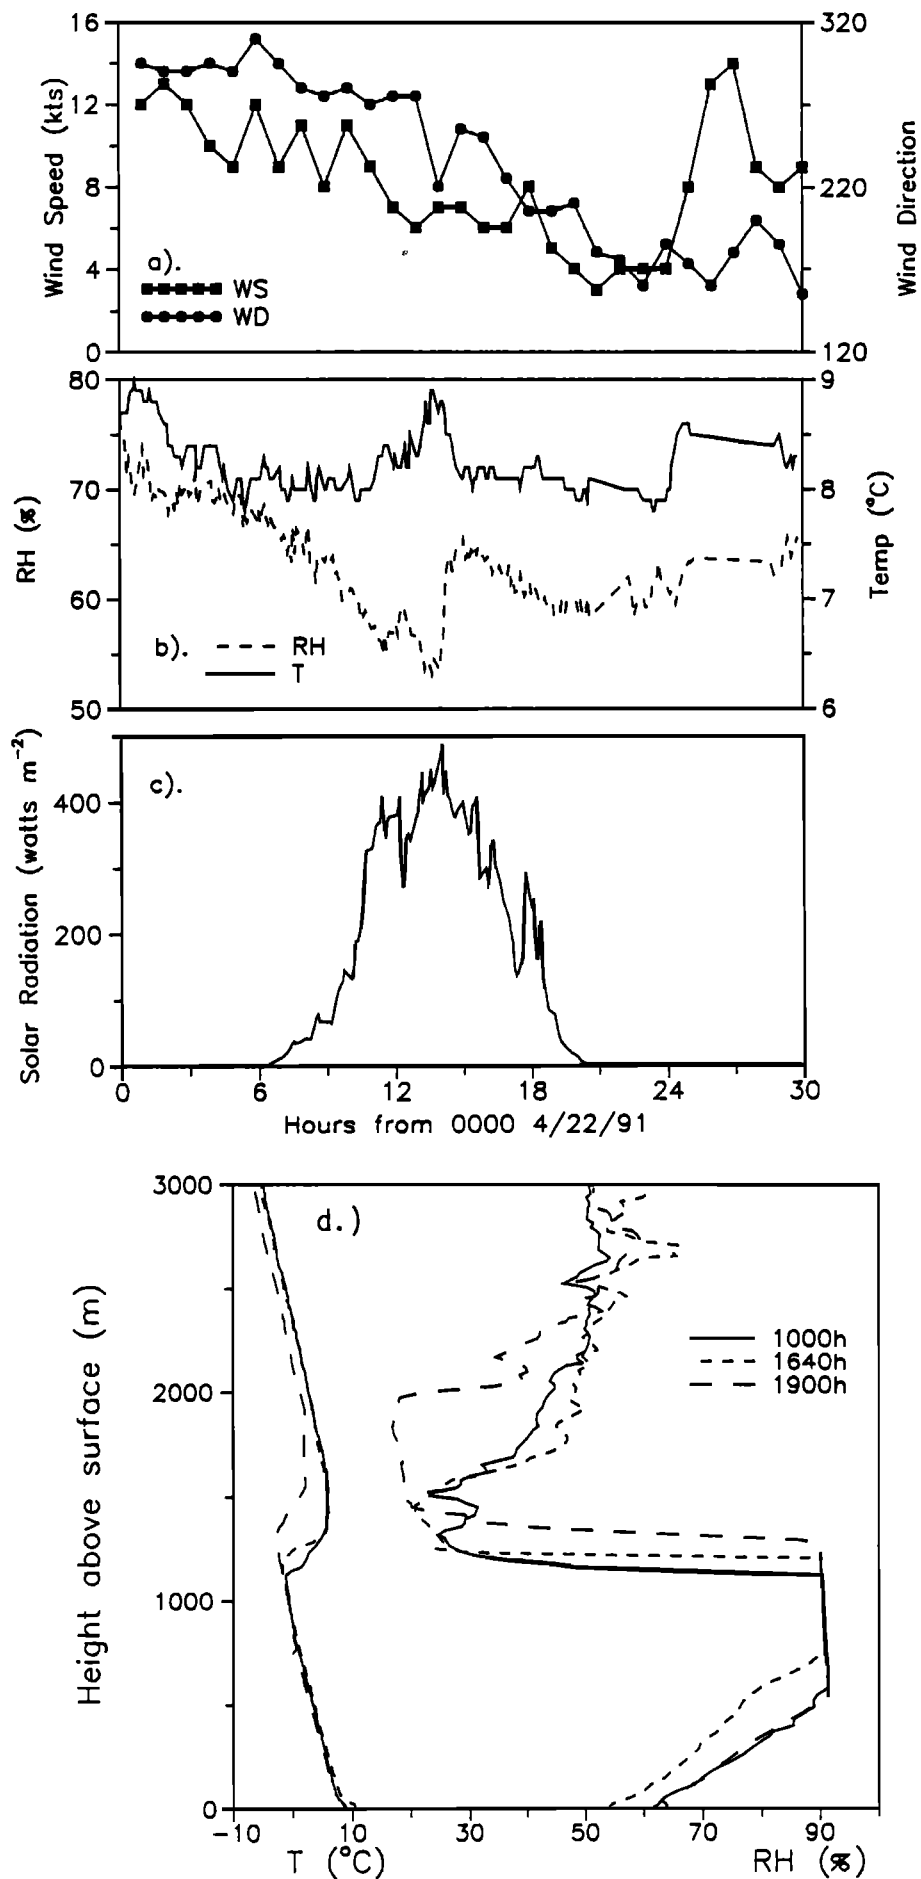 16
12
8
4
0
Wind Speed (kts)
320
220
120
Wind Direction
a).
WS
WD
80
70
60
50
RH (%)
9
8
7
6
Temp (°C)
b).
RH
T
c).
400
200
0
Solar Radiation (watts m⁻²)
0 6 12 18 24 30
Hours from 0000 4/22/91
d.)
3000
2000
1000
0
Height above surface (m)
1000h
1640h
1900h
-10 10 30 50 70 90
T (°C) RH (%)